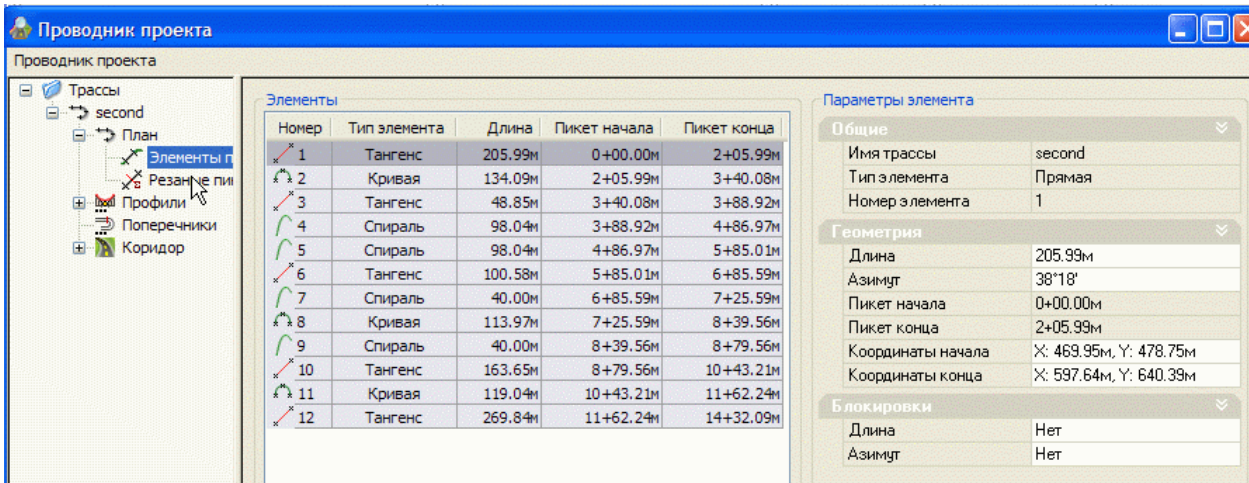 Проводник проекта
Проводник проекта
Трассы
second
План
Элементы п
Резаные пи
Профили
Поперечники
Коридор
Элементы
Номер Тип элемента Длина Пикет начала Пикет конца
1 Тангенс 205.99м 0+00.00м 2+05.99м
2 Кривая 134.09м 2+05.99м 3+40.08м
3 Тангенс 48.85м 3+40.08м 3+88.92м
4 Спираль 98.04м 3+88.92м 4+86.97м
5 Спираль 98.04м 4+86.97м 5+85.01м
6 Тангенс 100.58м 5+85.01м 6+85.59м
7 Спираль 40.00м 6+85.59м 7+25.59м
8 Кривая 113.97м 7+25.59м 8+39.56м
9 Спираль 40.00м 8+39.56м 8+79.56м
10 Тангенс 163.65м 8+79.56м 10+43.21м
11 Кривая 119.04м 10+43.21м 11+62.24м
12 Тангенс 269.84м 11+62.24м 14+32.09м
Параметры элемента
Общие
Имя трассы second
Тип элемента Прямая
Номер элемента 1
Геометрия
Длина 205.99м
Азимут 38°18'
Пикет начала 0+00.00м
Пикет конца 2+05.99м
Координаты начала X: 469.95м, Y: 478.75м
Координаты конца X: 597.64м, Y: 640.39м
Блокировки
Длина Нет
Азимут Нет